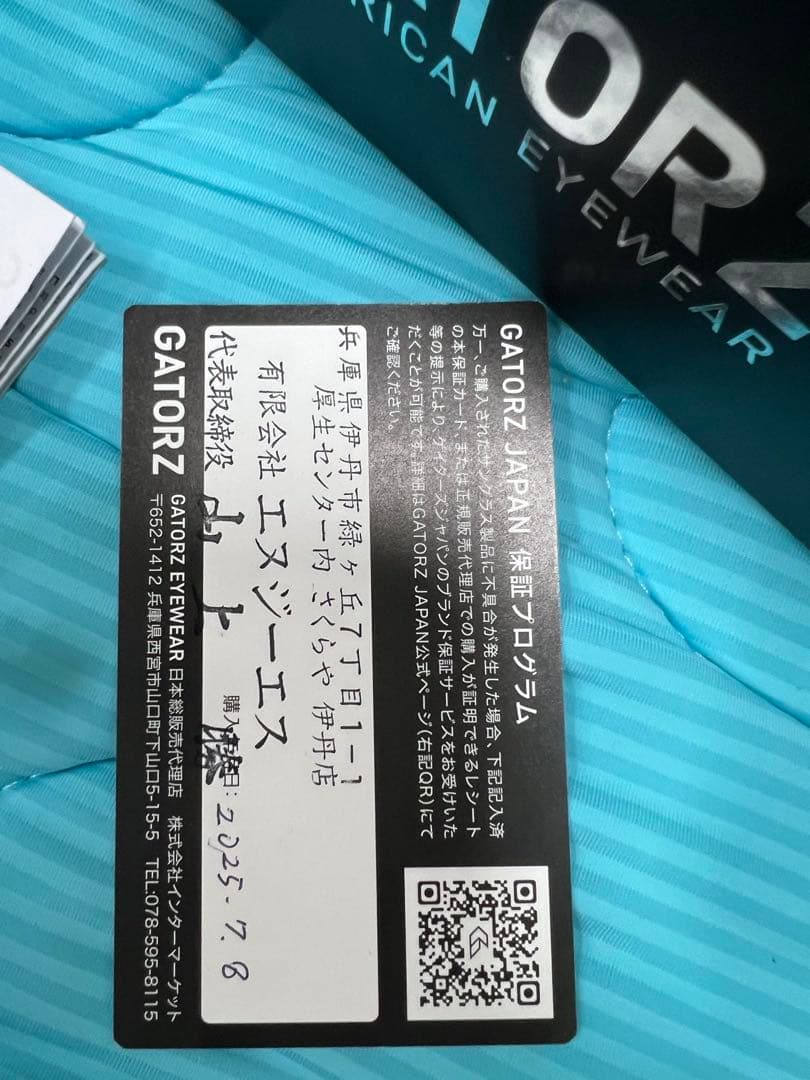 ORZ
RICAN EYEWEAR
GATORZ JAPAN 保証プログラム
万一、ご購入されたサングラス製品に不具合が発生した場合、下記記入済
の本保証カード、または正規販売代理店での購入が証明できるレシート
等の提示により、ゲイターズジャパンのブランド保証サービスをお受けいた
だくことが可能です。詳細はGATORZ JAPAN公式ページ(右記QR)にて
ご確認ください。
兵庫県伊丹市緑ヶ丘7丁目1-1
厚生センター内 さくらや 伊丹店
有限会社 エヌジーエス
代表取締役 山上
購入 日: 2025.7.8
GATORZ
GATORZ EYEWEAR 日本総販売代理店 株式会社インターマーケット
〒652-1412 兵庫県西宮市山口町下山口5-15-5 TEL:078-595-8115